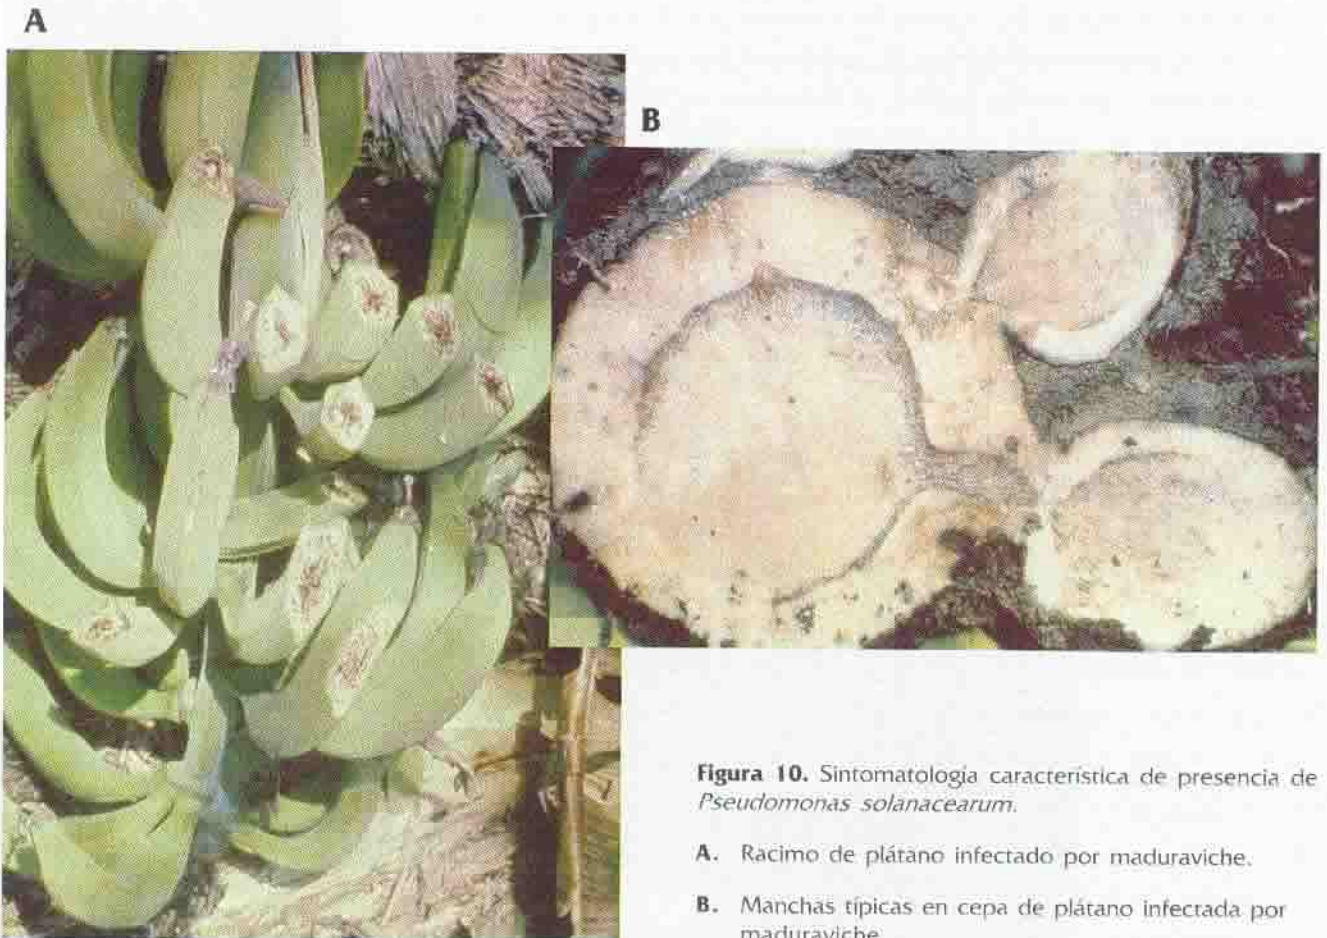 A
B
Figura 10. Sintomatología característica de presencia de
Pseudomonas solanacearum.
A. Racimo de plátano infectado por maduraviche.
B. Manchas típicas en cepa de plátano infectada por
maduraviche